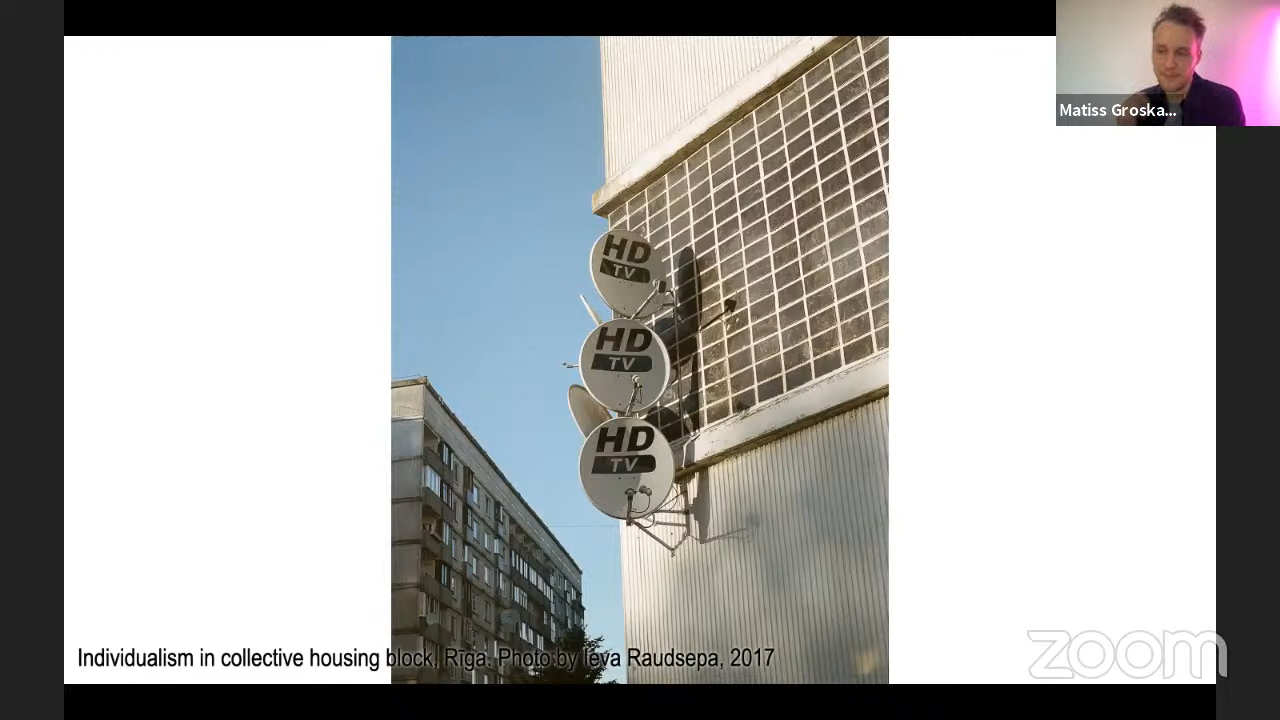 Matiss Groska...
HD
TV
HD
TV
HD
TV
Individualism in collective housing block, Riga. Photo by Ieva Raudsepa, 2017
zoom